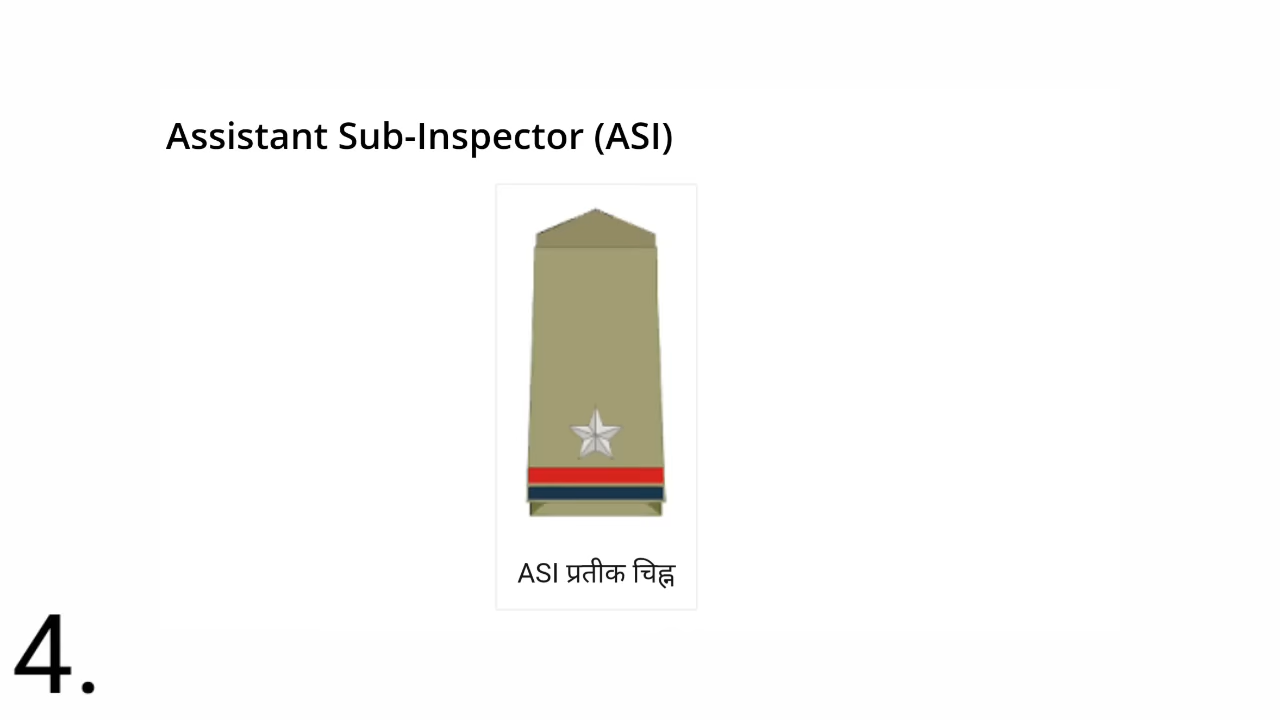 Assistant Sub-Inspector (ASI)
ASI प्रतीक चिह्न
4.